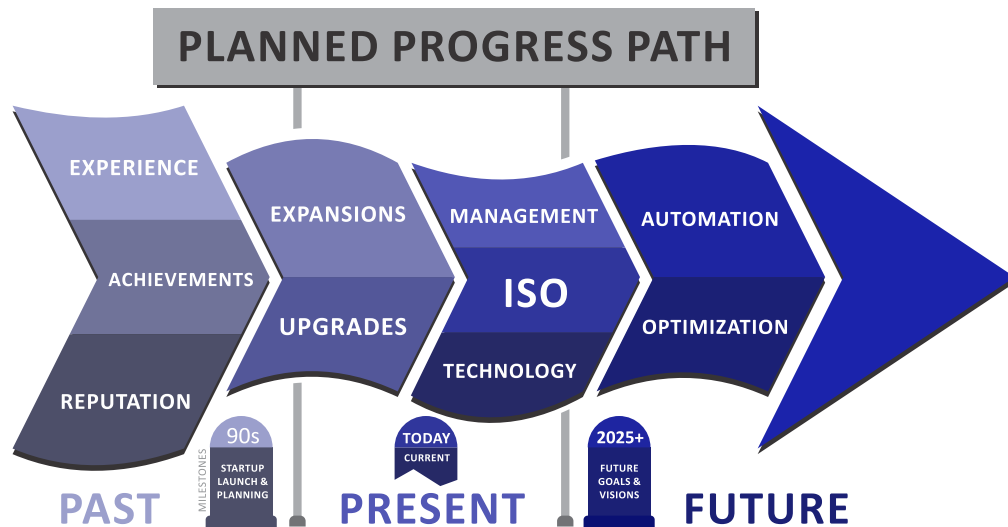 PLANNED PROGRESS PATH
EXPERIENCE
ACHIEVEMENTS
REPUTATION
EXPANSIONS
UPGRADES
MANAGEMENT
ISO
TECHNOLOGY
AUTOMATION
OPTIMIZATION
MILESTONES
90s
STARTUP
LAUNCH &
PLANNING
TODAY
CURRENT
2025+
FUTURE
GOALS &
VISIONS
PAST
PRESENT
FUTURE